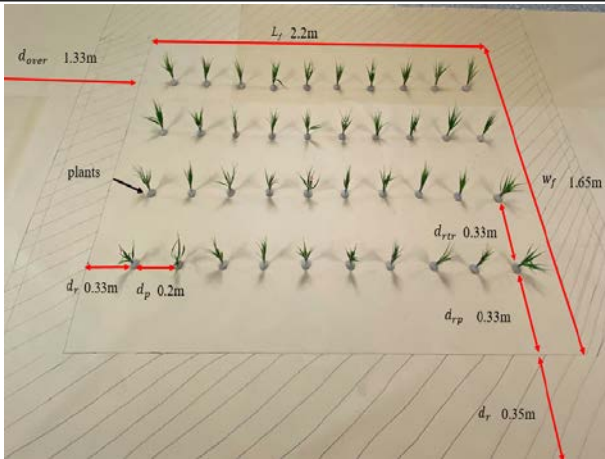 L_f 2.2m
d_over 1.33m
plants
w_f 1.65m
d_rtr 0.33m
d_r 0.33m
d_p 0.2m
d_rp 0.33m
d_r 0.35m